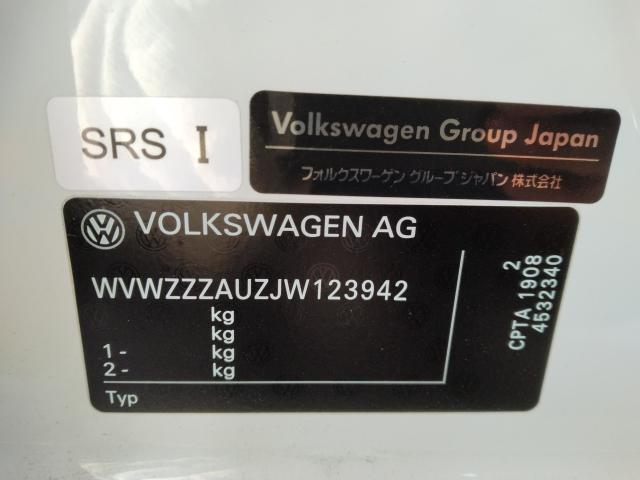 SRS I
Volkswagen Group Japan
フォルクスワーゲン グループ ジャパン 株式会社
VOLKSWAGEN AG
WVWZZZAUZJW123942
kg
kg
1 - kg
2 - kg
Typ
2
CPTA 1908
4532340